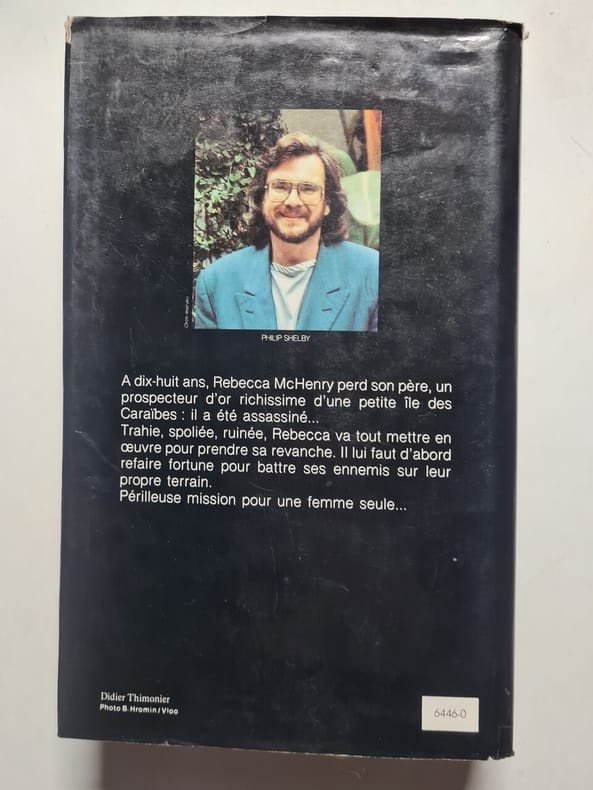 PHILIP SHELBY
A dix-huit ans, Rebecca McHenry perd son père, un
prospecteur d'or richissime d'une petite île des
Caraïbes : il a été assassiné...
Trahie, spoliée, ruinée, Rebecca va tout mettre en
œuvre pour prendre sa revanche. Il lui faut d'abord
refaire fortune pour battre ses ennemis sur leur
propre terrain.
Périlleuse mission pour une femme seule...
Didier Thimonier
Photo B. Hromin / Vloo
6446-0